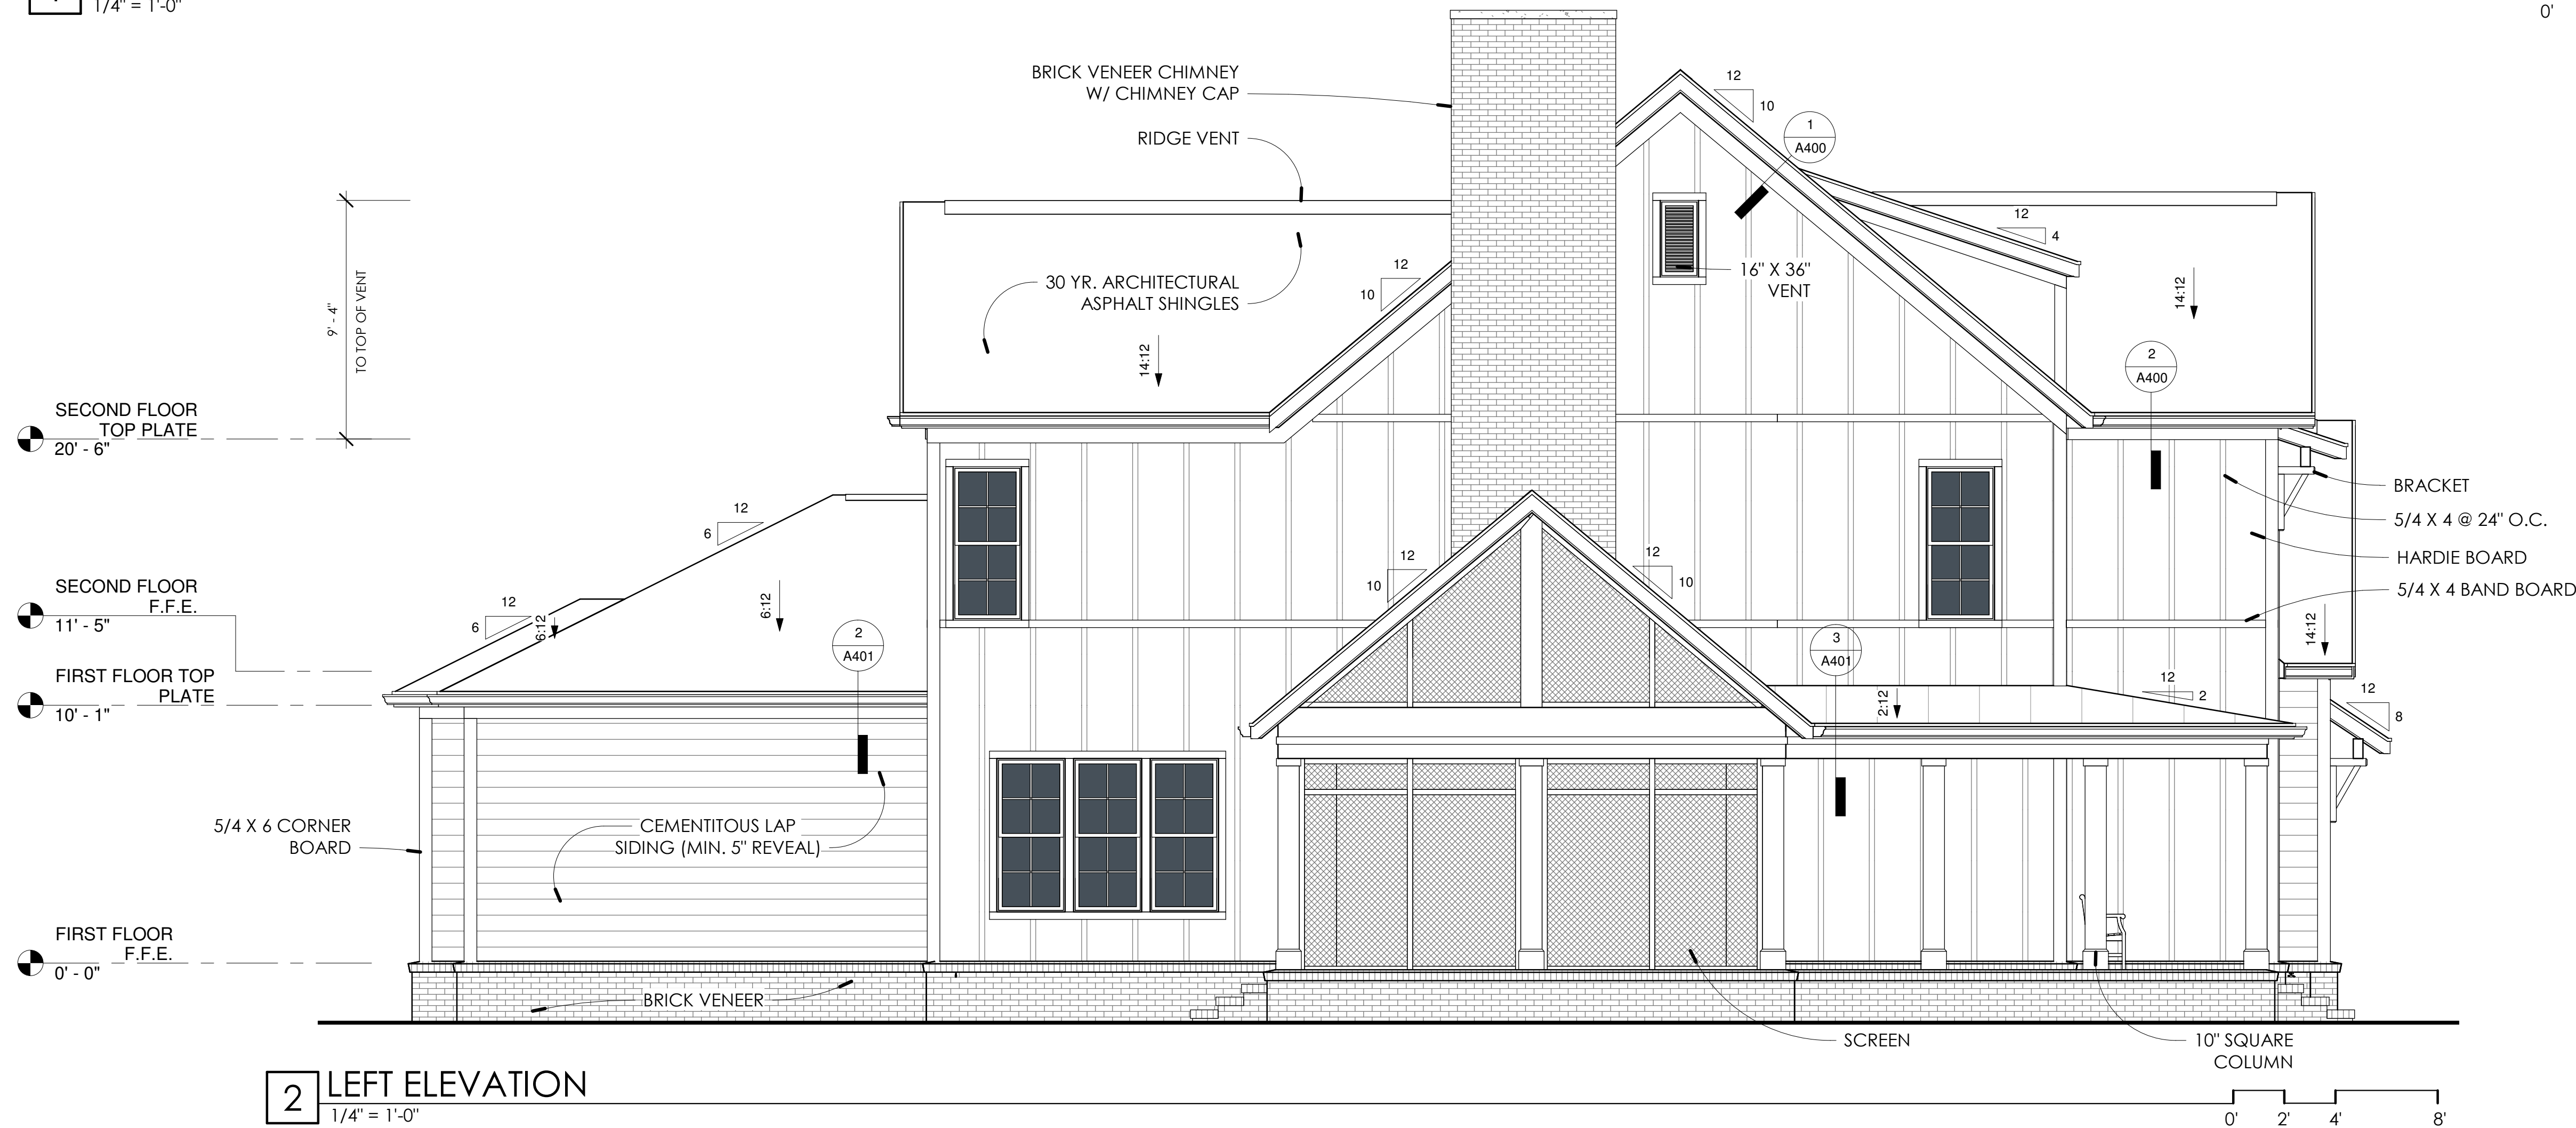 1/4" = 1'-0"
0'
BRICK VENEER CHIMNEY
W/ CHIMNEY CAP
RIDGE VENT
30 YR. ARCHITECTURAL
ASPHALT SHINGLES
12
10
1
A400
12
4
16" X 36"
VENT
12
10
14:12
14:12
2
A400
9' - 4"
TO TOP OF VENT
SECOND FLOOR
TOP PLATE
20' - 6"
BRACKET
5/4 X 4 @ 24" O.C.
HARDIE BOARD
5/4 X 4 BAND BOARD
12
6
12
10
12
10
SECOND FLOOR
F.F.E.
11' - 5"
12
6
6:12
6:12
2
A401
3
A401
14:12
FIRST FLOOR TOP
PLATE
10' - 1"
2:12
12
2
12
8
5/4 X 6 CORNER
BOARD
CEMENTITOUS LAP
SIDING (MIN. 5" REVEAL)
FIRST FLOOR
F.F.E.
0' - 0"
BRICK VENEER
SCREEN
10" SQUARE
COLUMN
2
LEFT ELEVATION
1/4" = 1'-0"
0'
2'
4'
8'